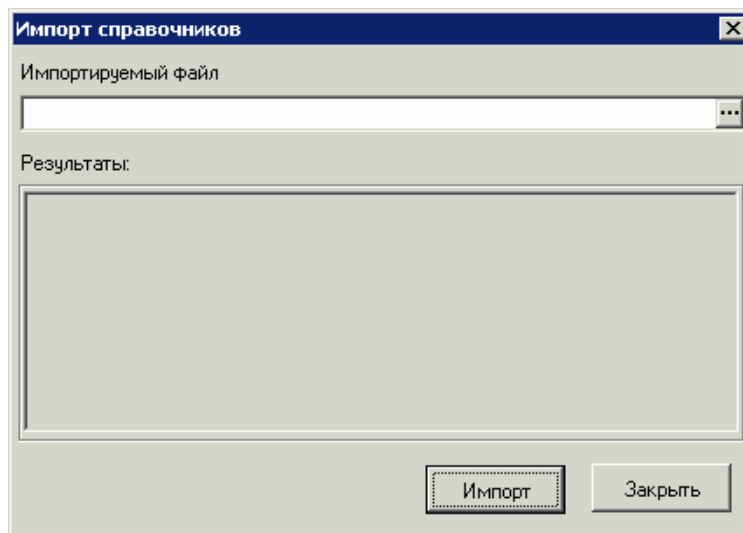 Импорт справочников
Импортируемый файл
...
Результаты:
Импорт Закрыть